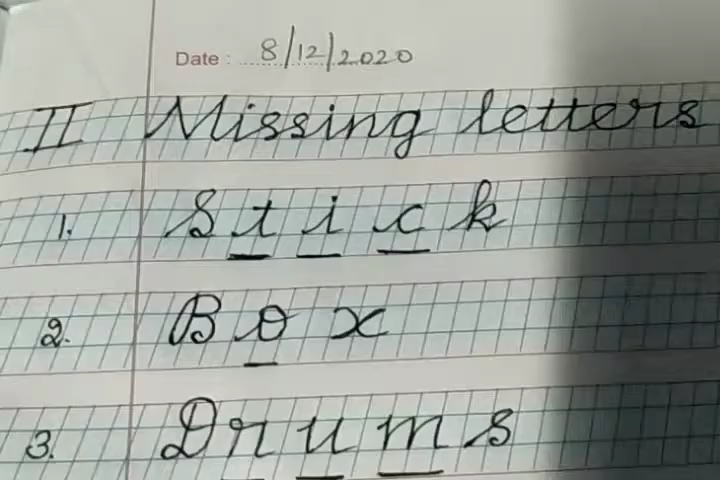 Date : 8/12/2020
II Missing letters
1. Stick
2. Box
3. Drums